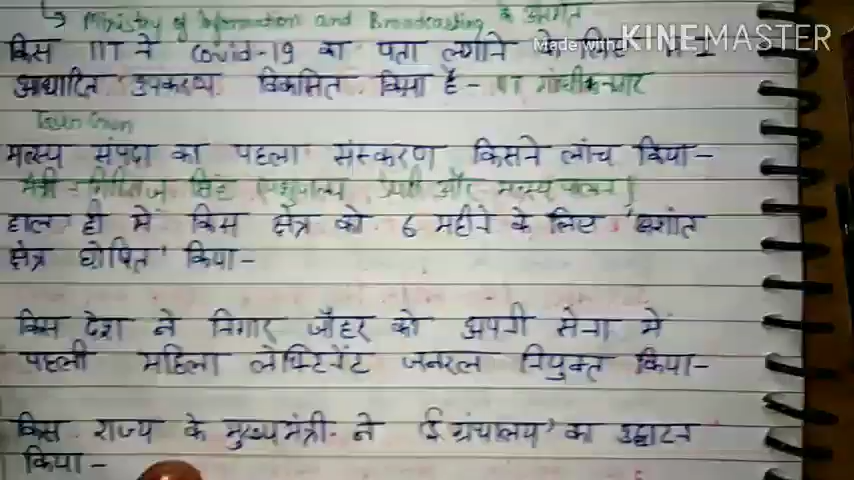 ↳ Ministry of Information and Broadcasting के अंतर्गत
किस IIT ने Covid-19 का पता लगाने के लिए
Made with KINEMASTER
आधारित उपकरण विकसित किया है - IIT गांधीनगर
मत्स्य संपदा का पहला संस्करण किसने लांच किया -
मंत्री गिरिराज सिंह पशुपालन डेयरी और मत्स्य पालन
हाल ही में किस क्षेत्र को 6 महीने के लिए 'अशांत
क्षेत्र घोषित' किया -
किस देश ने निगार जौहर को अपनी सेना में
पहली महिला लेफ्टिनेंट जनरल नियुक्त किया -
किस राज्य के मुख्यमंत्री ने 'ई ग्रंथालय' का उद्घाटन
किया -